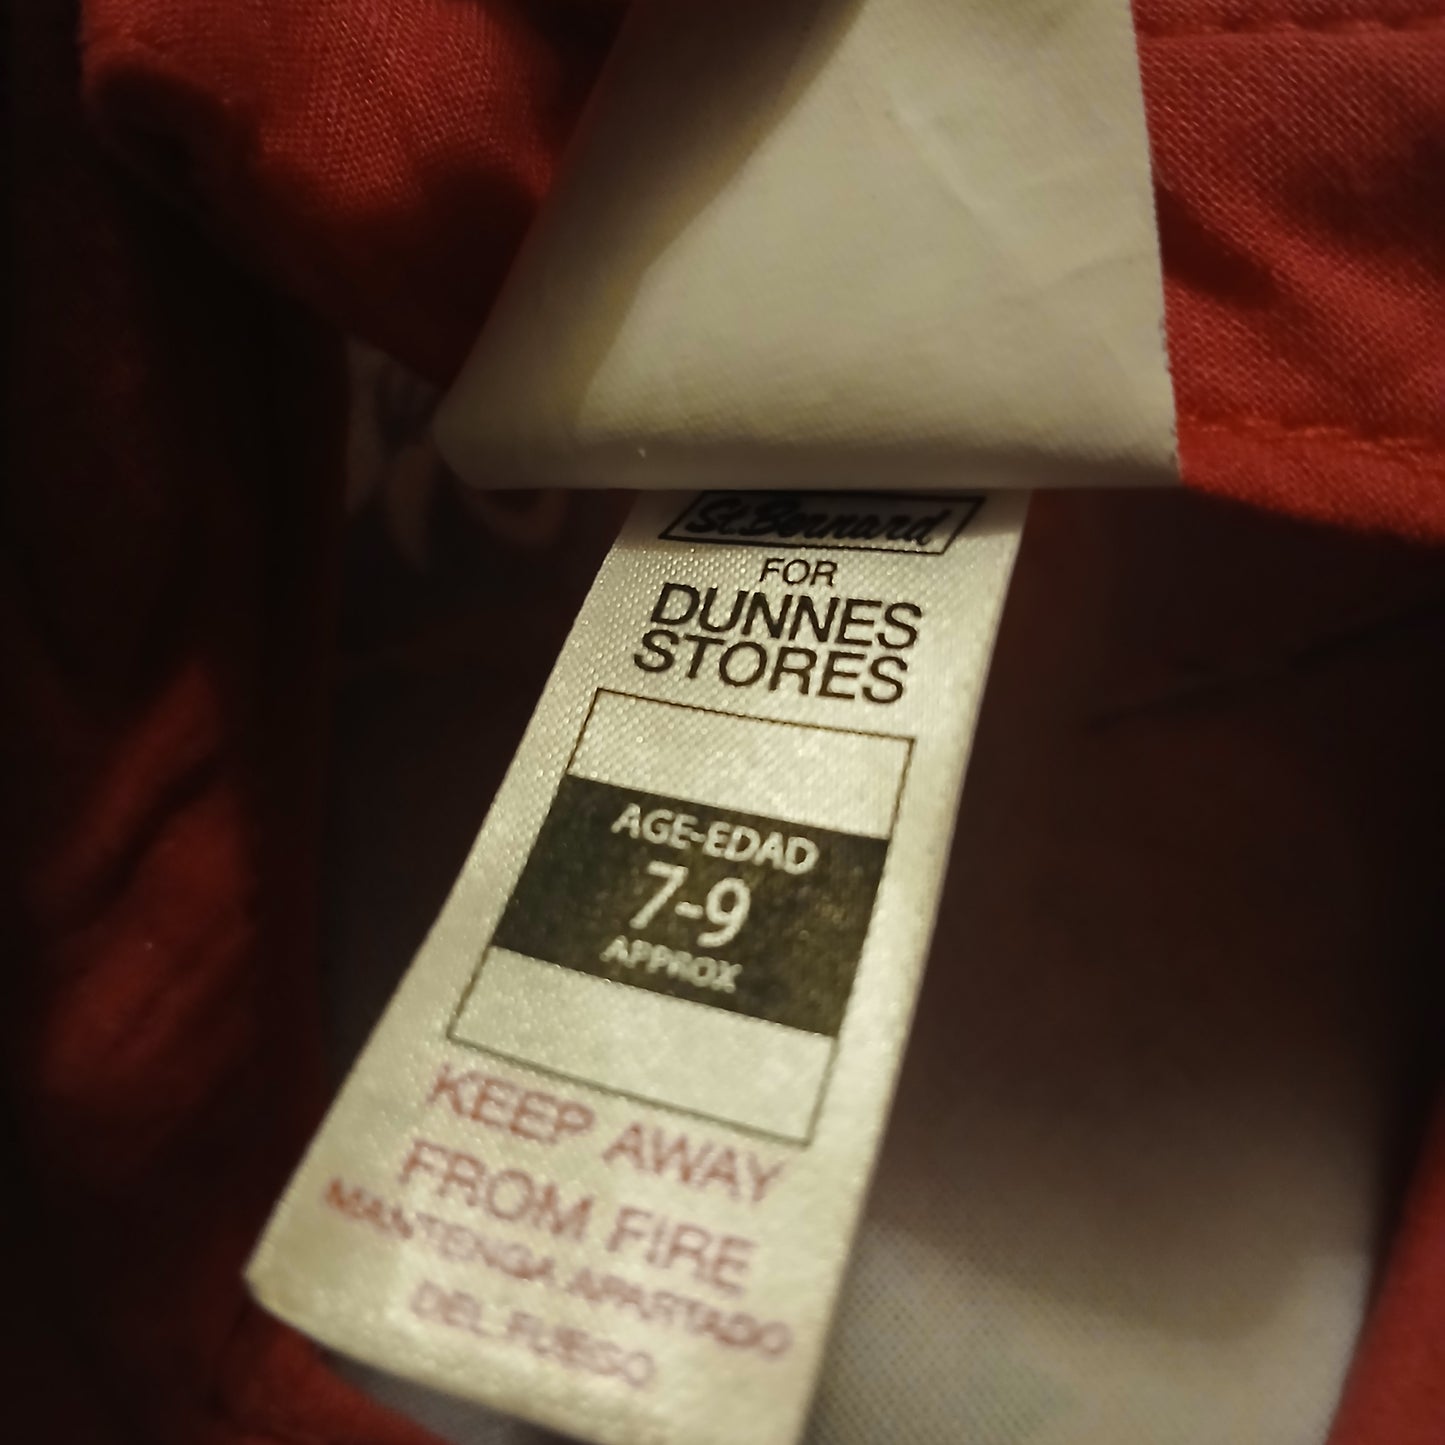 St. Bernard
FOR
DUNNES
STORES
AGE-EDAD
7-9
APPROX
KEEP AWAY
FROM FIRE
MANTENGA APARTADO
DEL FUEGO